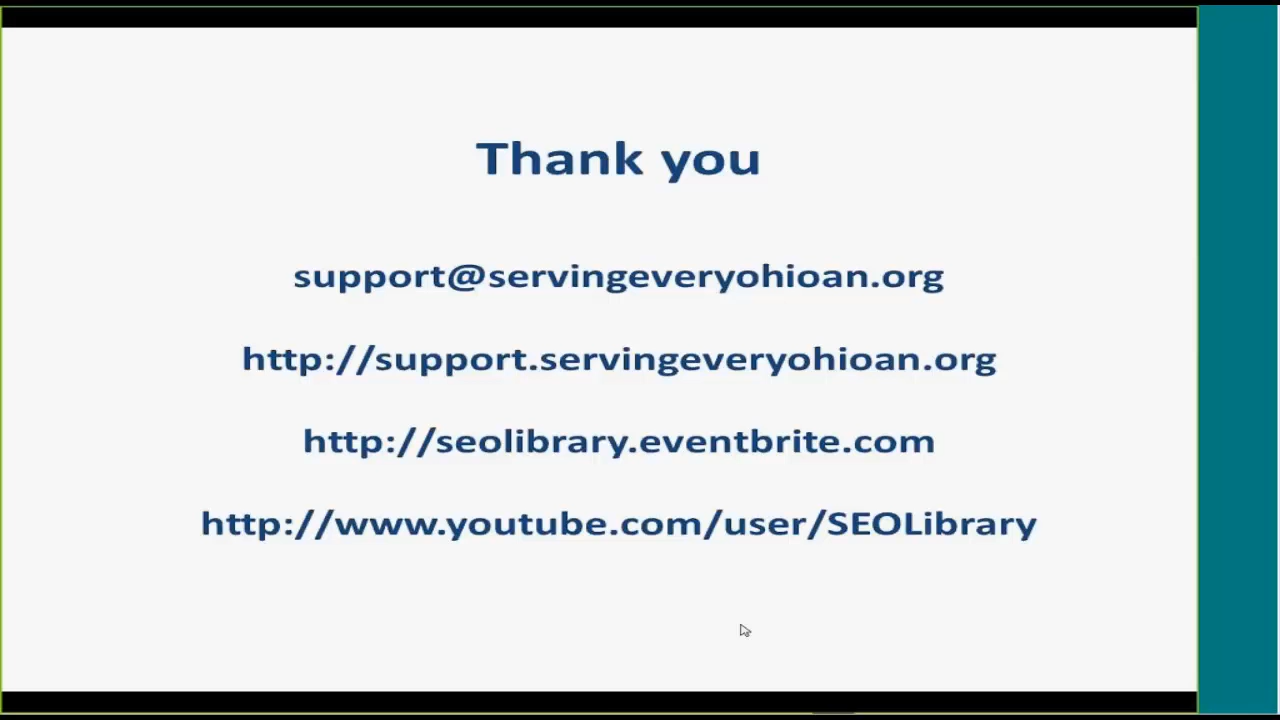 Thank you
support@servingeveryohioan.org
http://support.servingeveryohioan.org
http://seolibrary.eventbrite.com
http://www.youtube.com/user/SEOLibrary